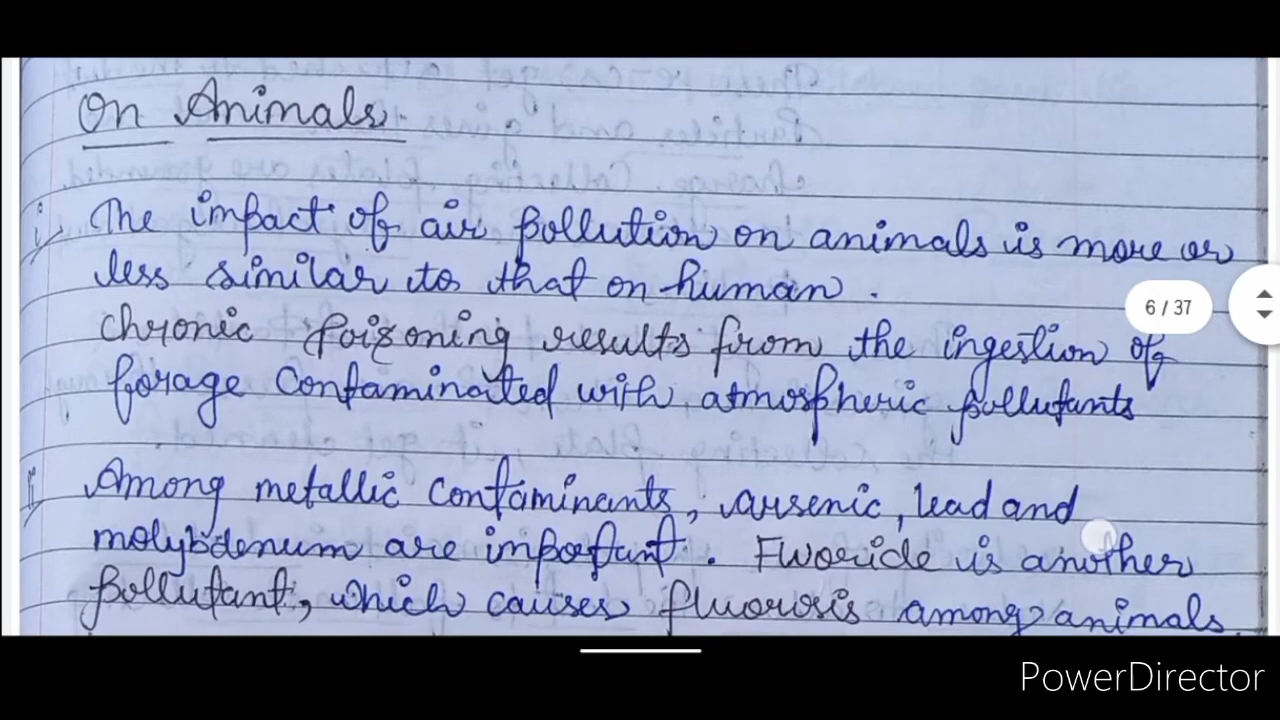 On Animals
i, The impact of air pollution on animals is more or
less similar to that on human.
6 / 37
Chronic poisoning results from the ingestion of
forage contaminated with atmospheric pollutants
ii, Among metallic contaminants, arsenic, lead and
molybdenum are important. Fluoride is another
pollutant, which causes fluorosis among animals.
PowerDirector